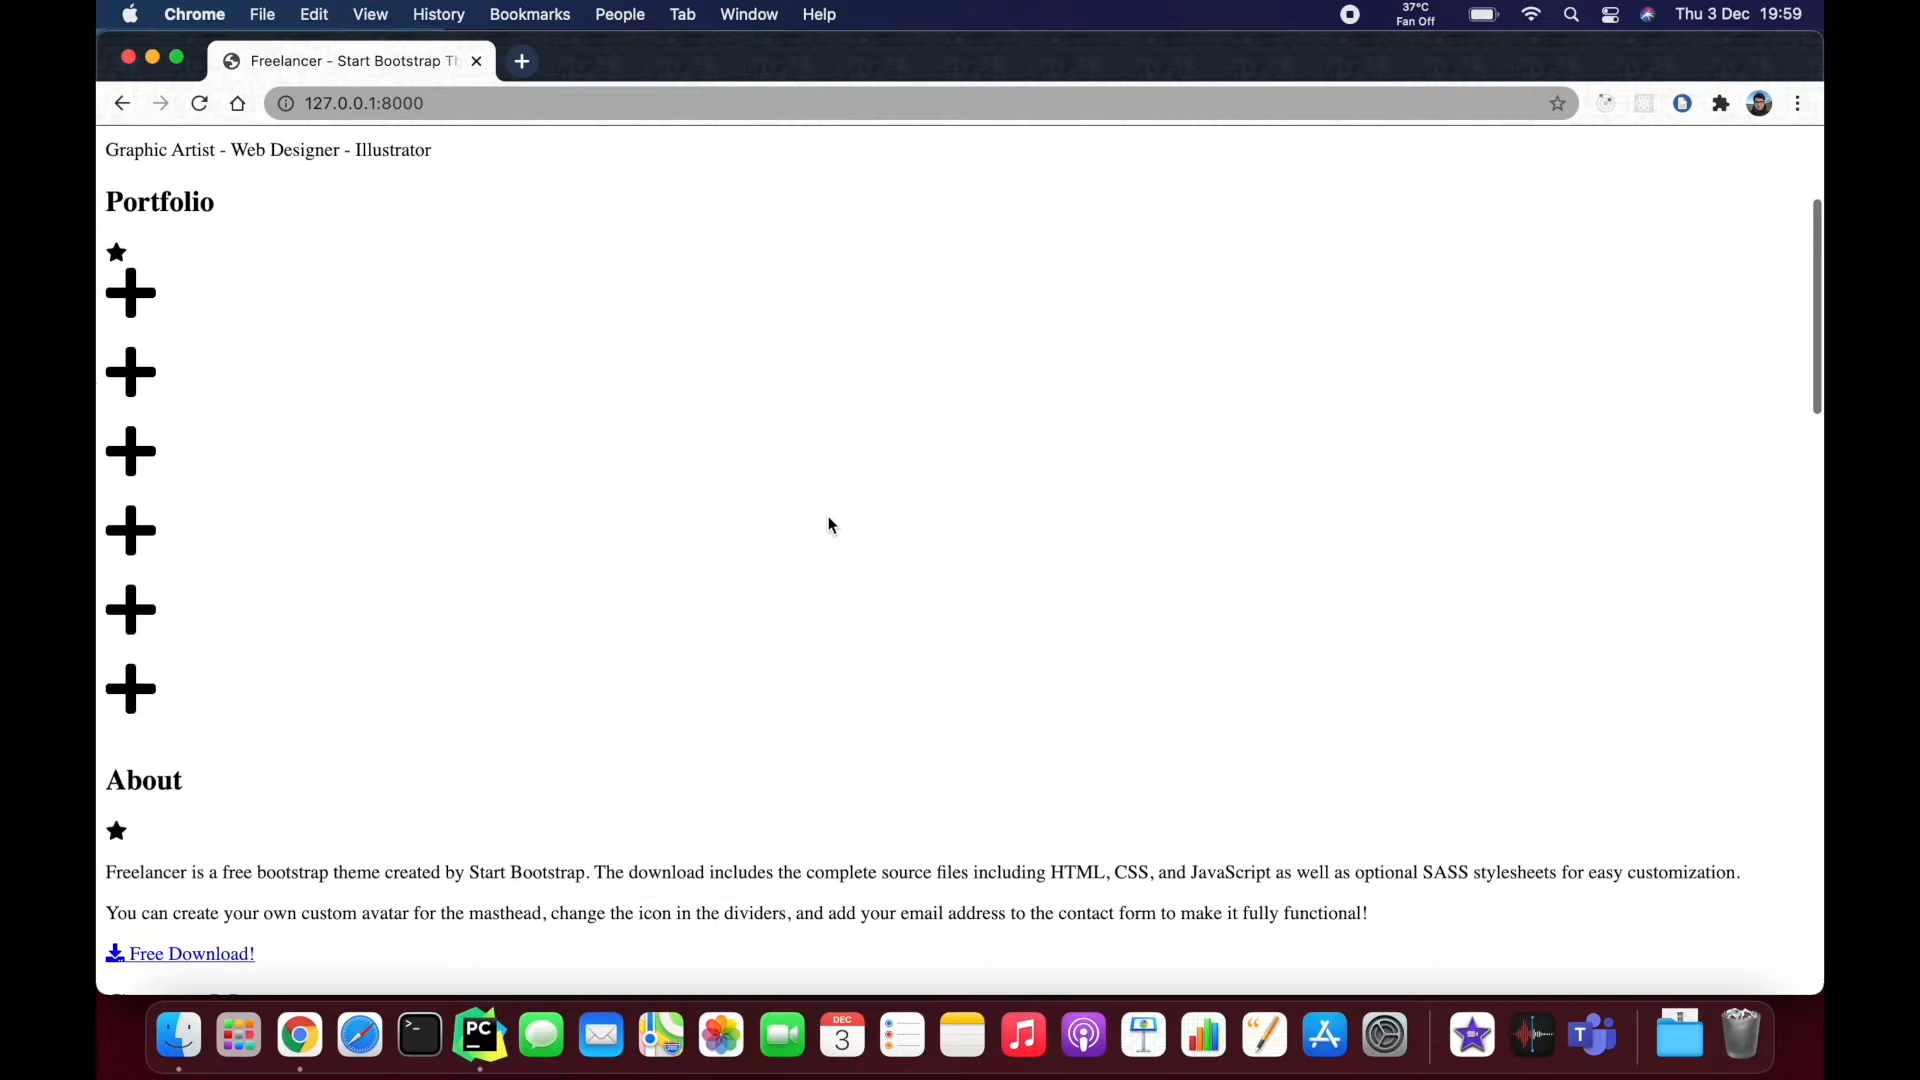 Chrome File Edit View History Bookmarks People Tab Window Help
37°C
Fan Off
Thu 3 Dec 19:59
Freelancer - Start Bootstrap Th
127.0.0.1:8000
Graphic Artist - Web Designer - Illustrator
Portfolio
About
Freelancer is a free bootstrap theme created by Start Bootstrap. The download includes the complete source files including HTML, CSS, and JavaScript as well as optional SASS stylesheets for easy customization.
You can create your own custom avatar for the masthead, change the icon in the dividers, and add your email address to the contact form to make it fully functional!
Free Download!
PC
DEC
3